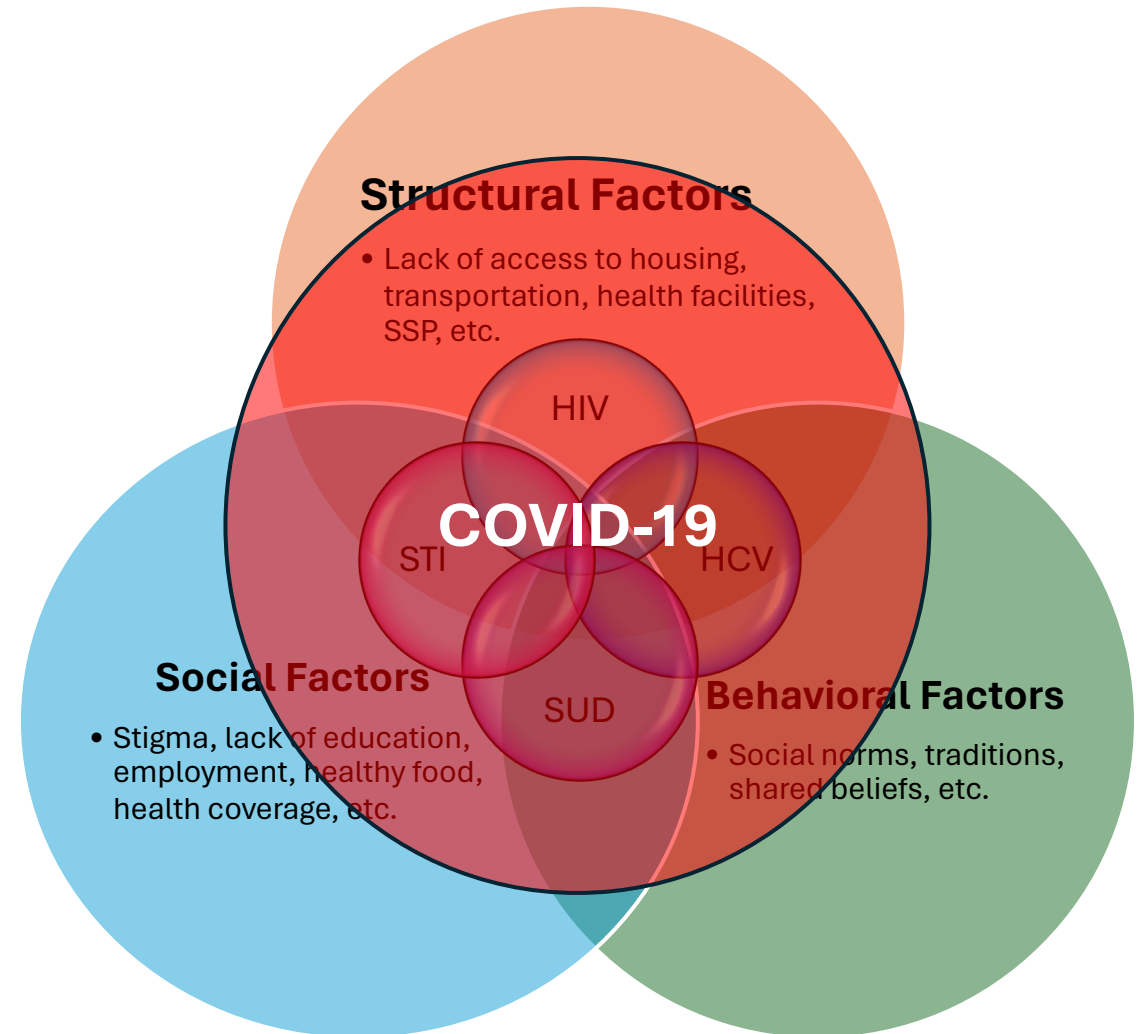 Structural Factors
• Lack of access to housing,
transportation, health facilities,
SSP, etc.
HIV
COVID-19
STI
HCV
SUD
Social Factors
• Stigma, lack of education,
employment, healthy food,
health coverage, etc.
Behavioral Factors
• Social norms, traditions,
shared beliefs, etc.